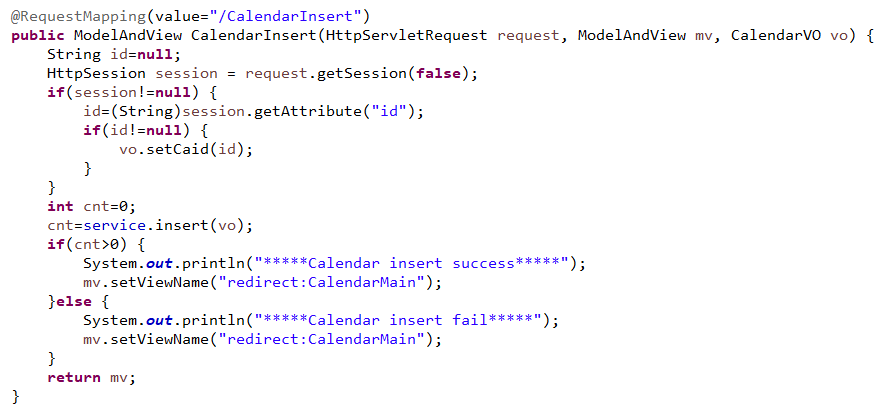 @RequestMapping(value="/CalendarInsert")
public ModelAndView CalendarInsert(HttpServletRequest request, ModelAndView mv, CalendarVO vo) {
    String id=null;
    HttpSession session = request.getSession(false);
    if(session!=null) {
        id=(String)session.getAttribute("id");
        if(id!=null) {
            vo.setCaid(id);
        }
    }
    int cnt=0;
    cnt=service.insert(vo);
    if(cnt>0) {
        System.out.println("*****Calendar insert success*****");
        mv.setViewName("redirect:CalendarMain");
    }else {
        System.out.println("*****Calendar insert fail*****");
        mv.setViewName("redirect:CalendarMain");
    }
    return mv;
}